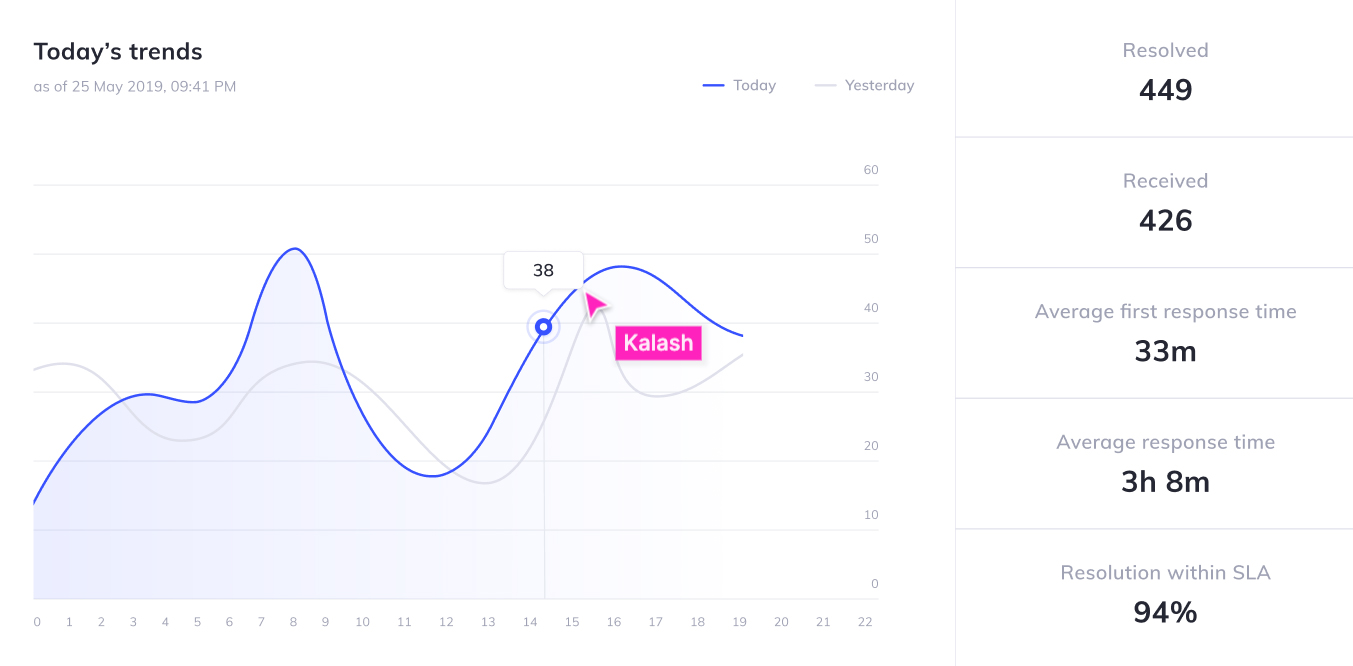 Today’s trends
as of 25 May 2019, 09:41 PM
Today
Yesterday
60
50
40
30
20
10
0
38
Kalash
0 1 2 3 4 5 6 7 8 9 10 11 12 13 14 15 16 17 18 19 20 21 22
Resolved
449
Received
426
Average first response time
33m
Average response time
3h 8m
Resolution within SLA
94%